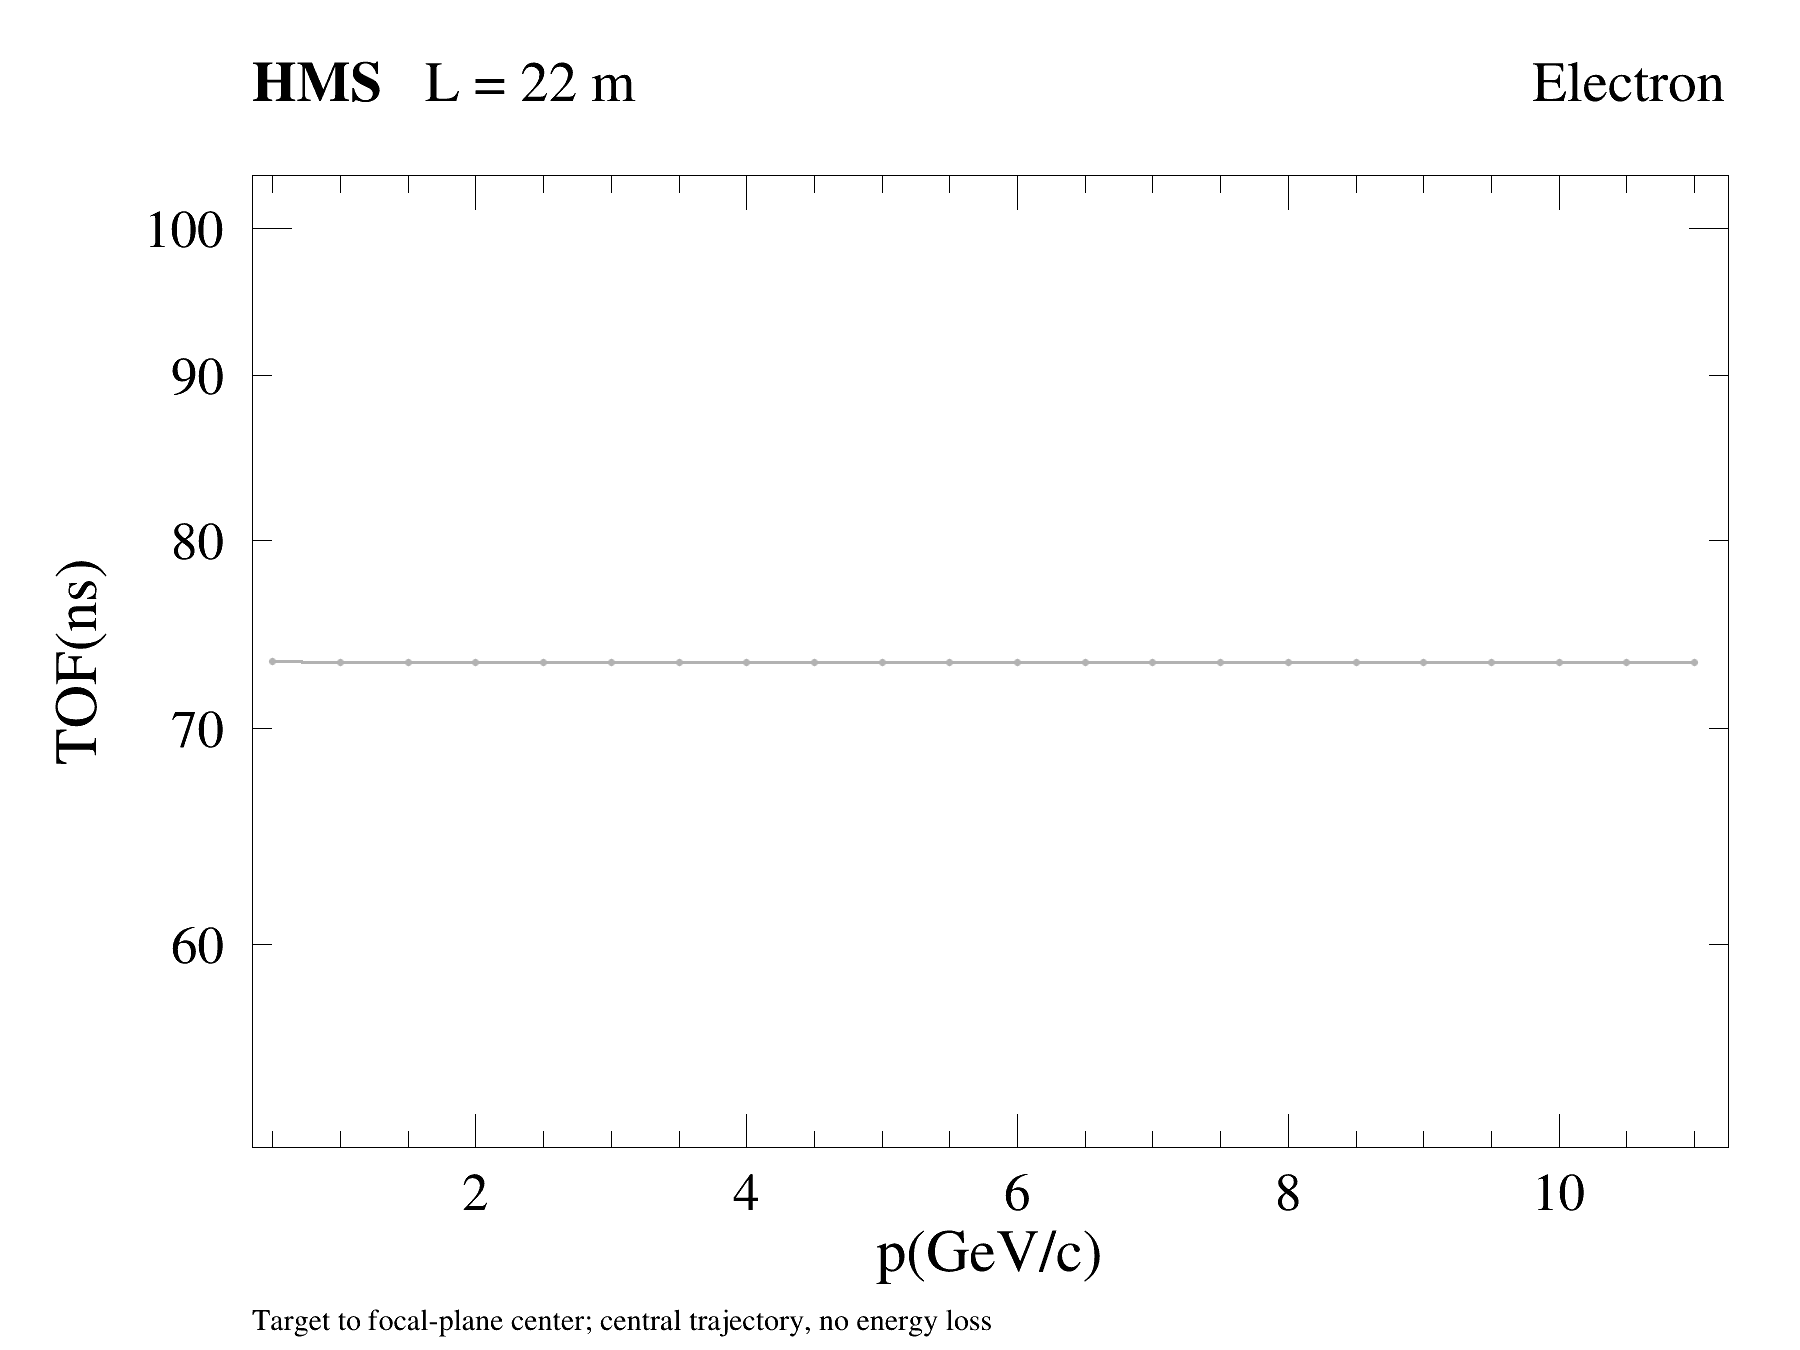 HMS L = 22 m
Electron
100
90
80
70
60
TOF(ns)
2 4 6 8 10
p(GeV/c)
Target to focal-plane center; central trajectory, no energy loss